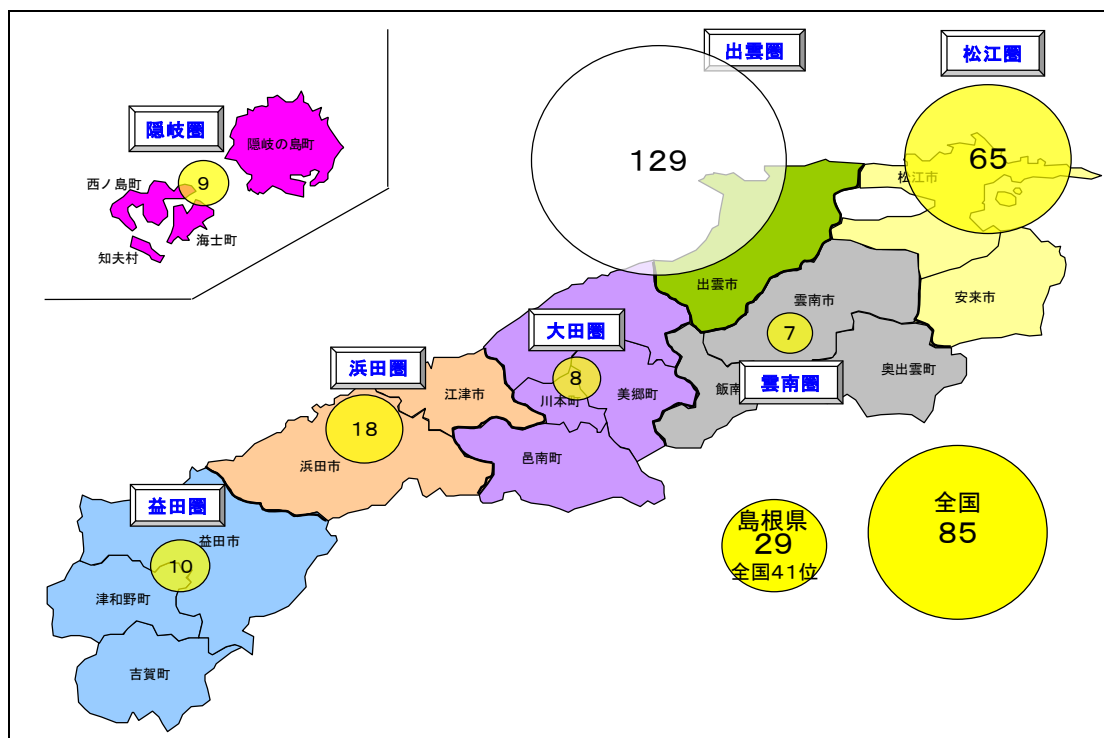 出雲圏
松江圏
隠岐圏
隠岐の島町
129
65
松江市
西ノ島町
9
海士町
知夫村
出雲市
雲南市
安来市
大田圏
7
浜田圏
8
奥出雲町
江津市
川本町
美郷町
飯南
雲南圏
18
浜田市
邑南町
益田圏
益田市
10
津和野町
吉賀町
島根県
29
全国41位
全国
85